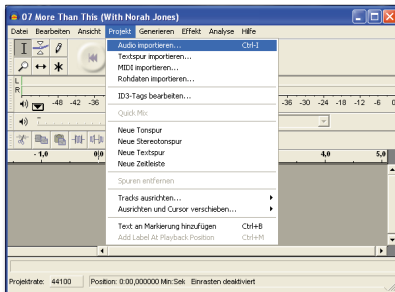 07 More Than This (With Norah Jones)
Datei Bearbeiten Ansicht Projekt Generieren Effekt Analyse Hilfe
Audio importieren... Ctrl-I
Textspur importieren...
MIDI importieren...
Rohdaten importieren...
ID3-Tags bearbeiten...
Quick Mix
Neue Tonspur
Neue Stereotonspur
Neue Textspur
Neue Zeitleiste
Spuren entfernen
Tracks ausrichten...
Ausrichten und Cursor verschieben...
Text an Markierung hinzufügen Ctrl+B
Add Label At Playback Position Ctrl+M
L
R
-48 -42 -36 -36 -30 -24 -18 -12 -6 0
-1,0 0,0 4,0 5,0
Projektrate: 44100 Position: 0:00,000000 Min:Sek Einrasten deaktiviert